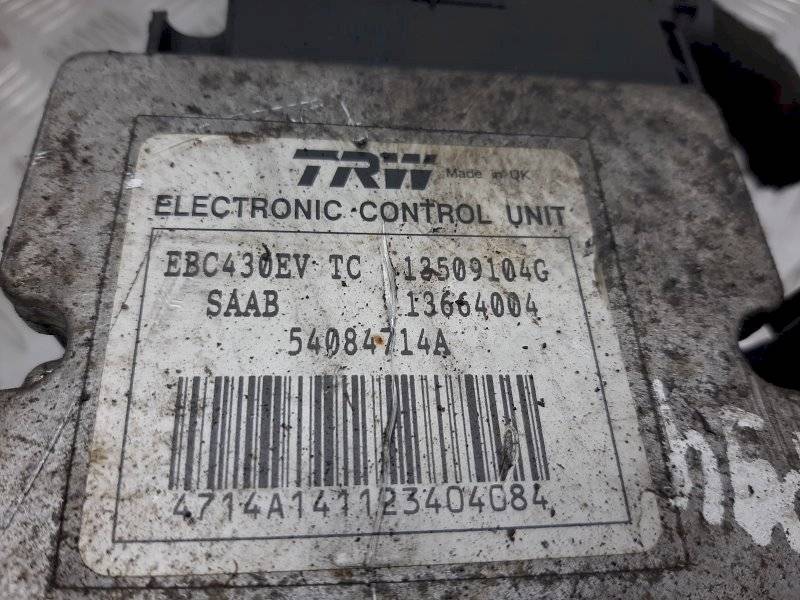 TRW Made in UK
ELECTRONIC CONTROL UNIT
EBC430EV TC 13509104G
SAAB 13664004
54084714A
4714A141123404084